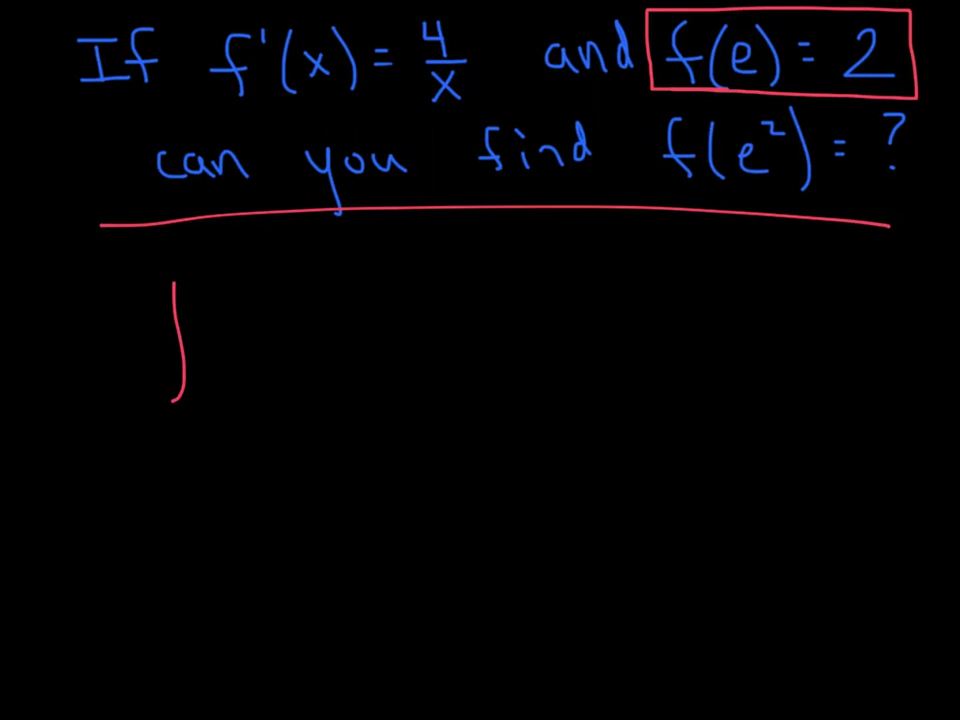 If f'(x) = 4/x and f(e) = 2
can you find f(e²) = ?
∫